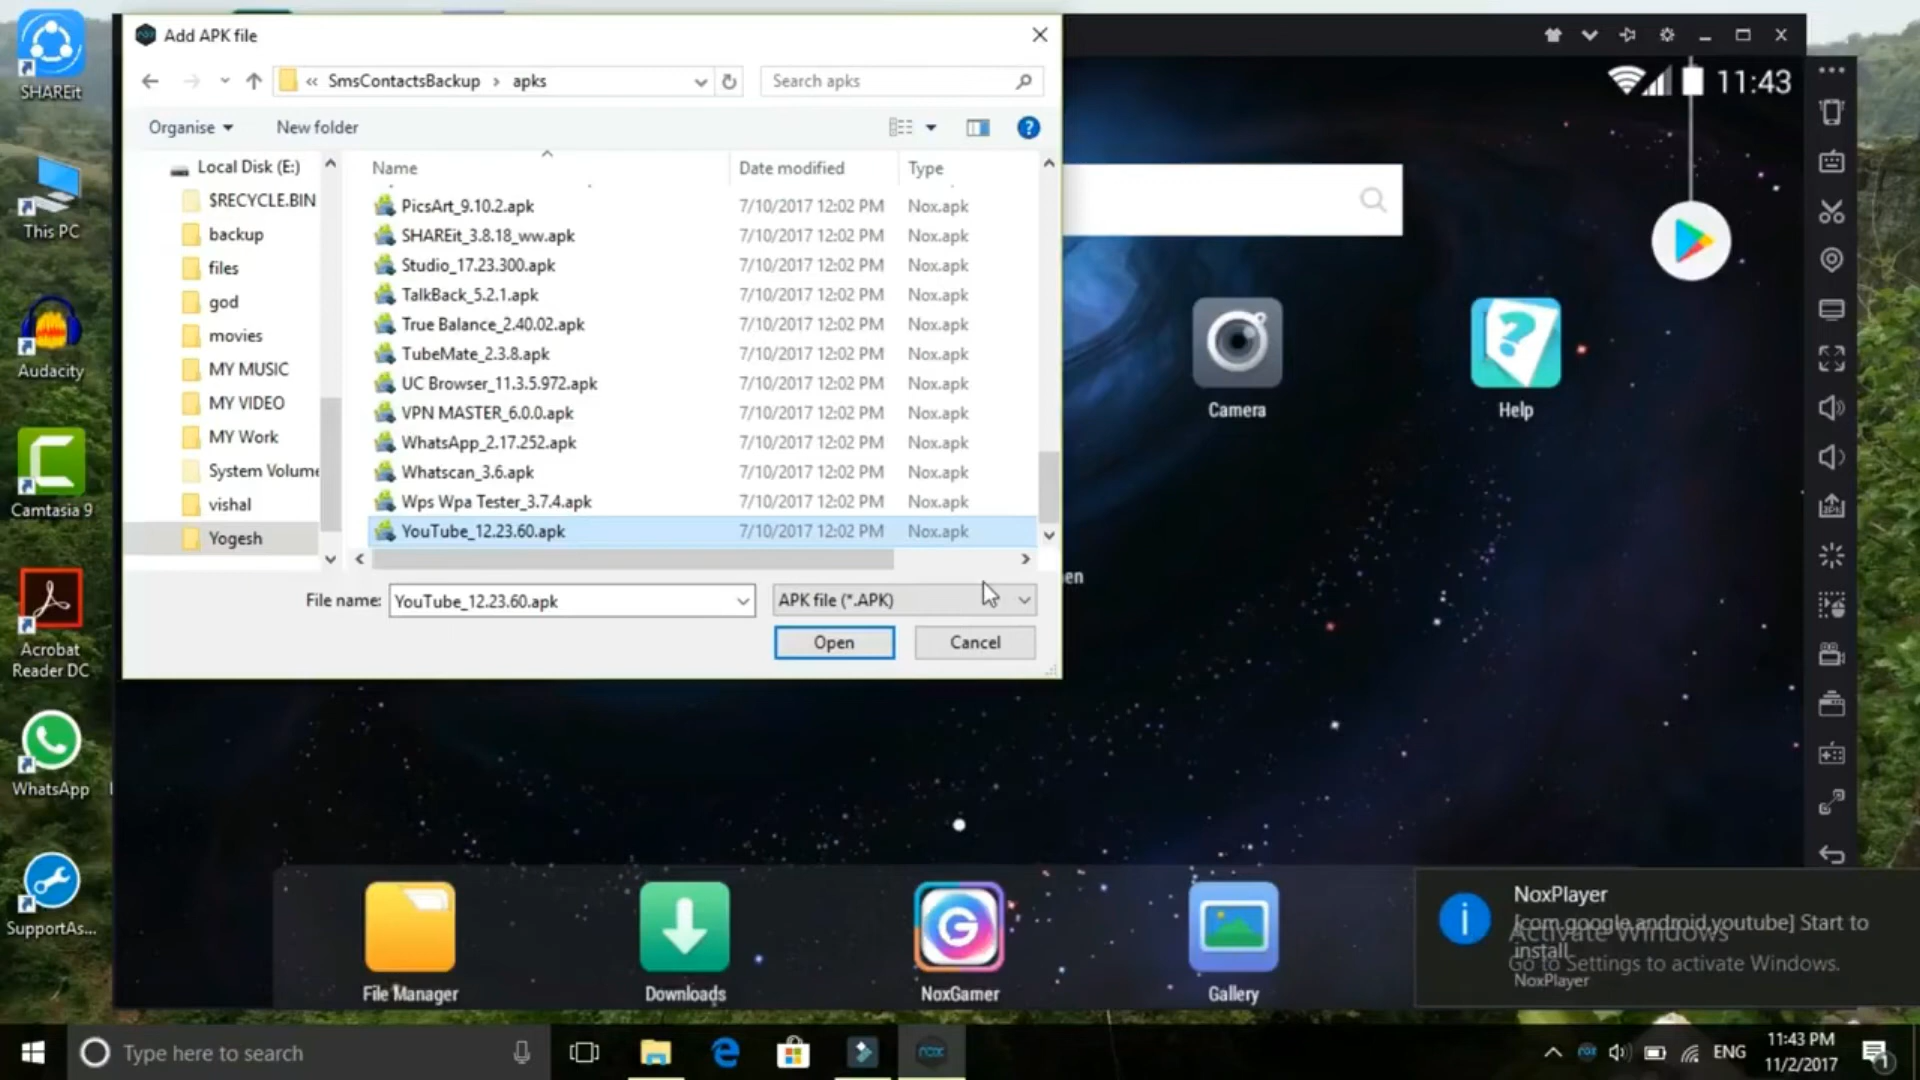 SHAREit
This PC
Audacity
Camtasia 9
Acrobat
Reader DC
WhatsApp
SupportAs...
nox
Add APK file
« SmsContactsBackup › apks
Search apks
Organise
New folder
?
Local Disk (E:)
$RECYCLE.BIN
backup
files
god
movies
MY MUSIC
MY VIDEO
MY Work
System Volume
vishal
Yogesh
Name Date modified Type
PicsArt_9.10.2.apk 7/10/2017 12:02 PM Nox.apk
SHAREit_3.8.18_ww.apk 7/10/2017 12:02 PM Nox.apk
Studio_17.23.300.apk 7/10/2017 12:02 PM Nox.apk
TalkBack_5.2.1.apk 7/10/2017 12:02 PM Nox.apk
True Balance_2.40.02.apk 7/10/2017 12:02 PM Nox.apk
TubeMate_2.3.8.apk 7/10/2017 12:02 PM Nox.apk
UC Browser_11.3.5.972.apk 7/10/2017 12:02 PM Nox.apk
VPN MASTER_6.0.0.apk 7/10/2017 12:02 PM Nox.apk
WhatsApp_2.17.252.apk 7/10/2017 12:02 PM Nox.apk
Whatscan_3.6.apk 7/10/2017 12:02 PM Nox.apk
Wps Wpa Tester_3.7.4.apk 7/10/2017 12:02 PM Nox.apk
YouTube_12.23.60.apk 7/10/2017 12:02 PM Nox.apk
File name: YouTube_12.23.60.apk
APK file (*.APK)
Open
Cancel
11:43
Camera
?
Help
en
File Manager
Downloads
G
NoxGamer
Gallery
i
NoxPlayer
[com.google.android.youtube] Start to
install
NoxPlayer
Activate Windows
Go to Settings to activate Windows.
Type here to search
nox
nox
ENG
11:43 PM
11/2/2017
1